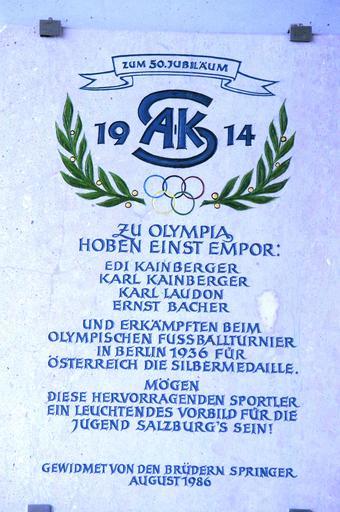 ZUM 50. JUBILÄUM
19 SAK 14
ZU OLYMPIA
HOBEN EINST EMPOR:
EDI KAINBERGER
KARL KAINBERGER
KARL LAUDON
ERNST BACHER
UND ERKÄMPFTEN BEIM
OLYMPISCHEN FUSSBALLTURNIER
IN BERLIN 1936 FÜR
ÖSTERREICH DIE SILBERMEDAILLE.
MÖGEN
DIESE HERVORRAGENDEN SPORTLER
EIN LEUCHTENDES VORBILD FÜR DIE
JUGEND SALZBURG'S SEIN!
GEWIDMET VON DEN BRÜDERN SPRINGER
AUGUST 1986